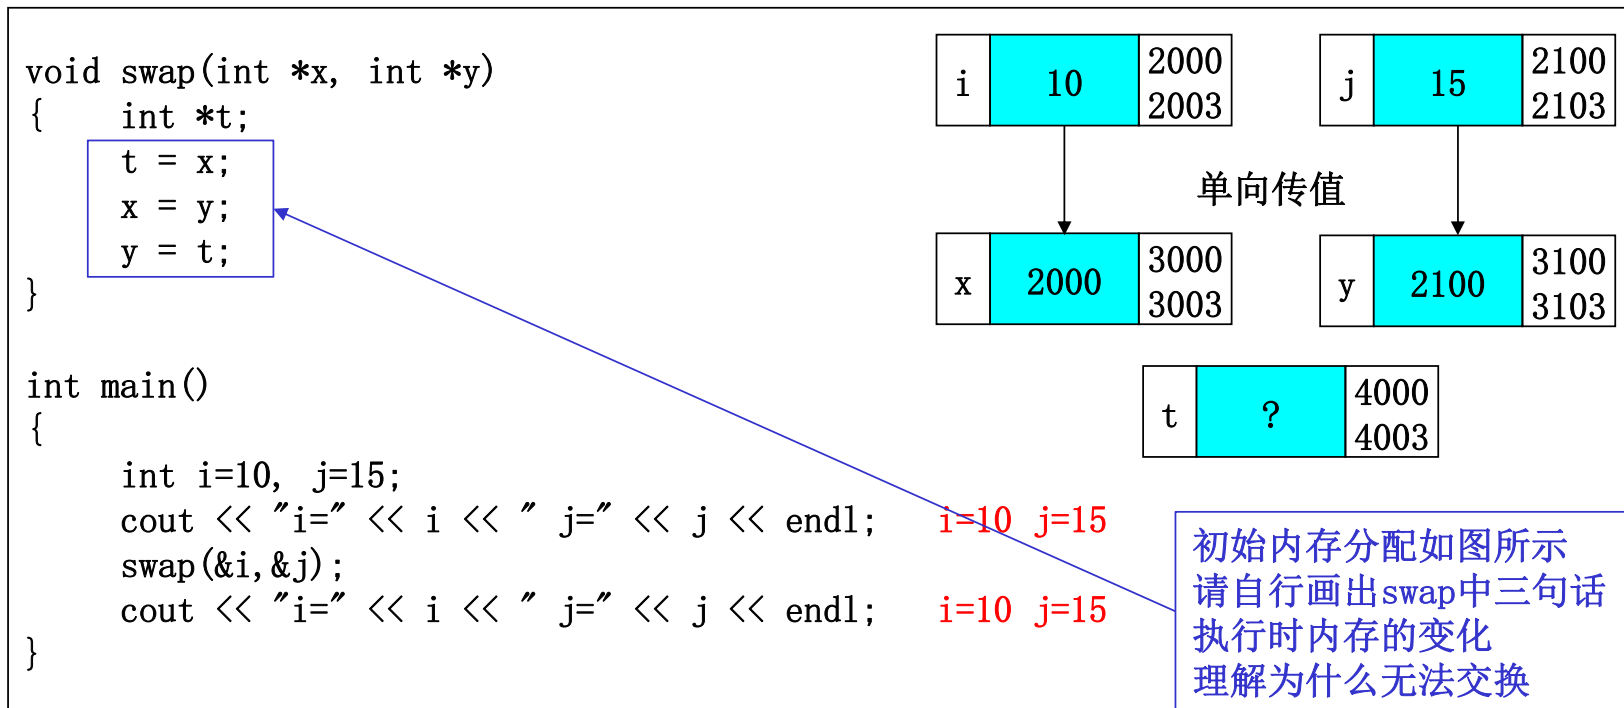 void swap(int *x, int *y)
{    int *t;
     t = x;
     x = y;
     y = t;
}
int main()
{
     int i=10, j=15;
     cout << "i=" << i << " j=" << j << endl;   i=10 j=15
     swap(&i,&j);
     cout << "i=" << i << " j=" << j << endl;   i=10 j=15
}
i 10 2000
2003
j 15 2100
2103
单向传值
x 2000 3000
3003
y 2100 3100
3103
t ? 4000
4003
初始内存分配如图所示
请自行画出swap中三句话
执行时内存的变化
理解为什么无法交换